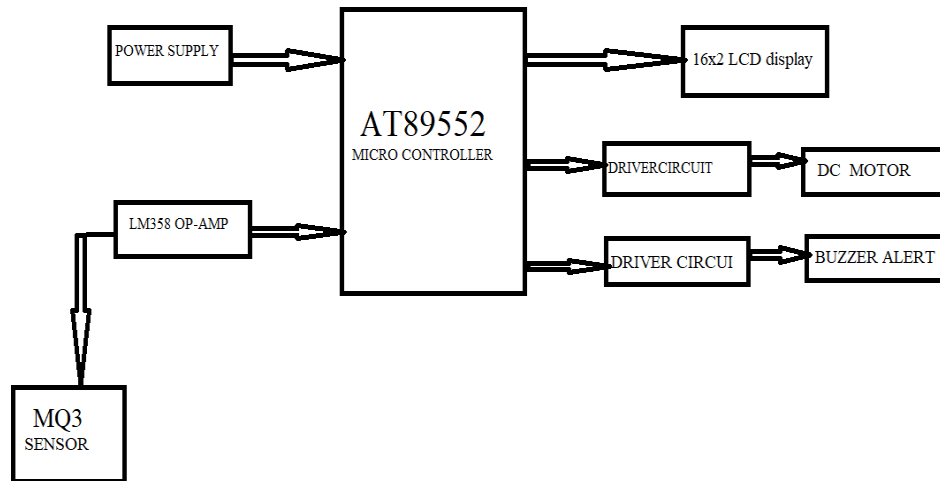 POWER SUPPLY
AT89552
MICRO CONTROLLER
16x2 LCD display
DRIVERCIRCUIT
DC MOTOR
LM358 OP-AMP
DRIVER CIRCUI
BUZZER ALERT
MQ3
SENSOR